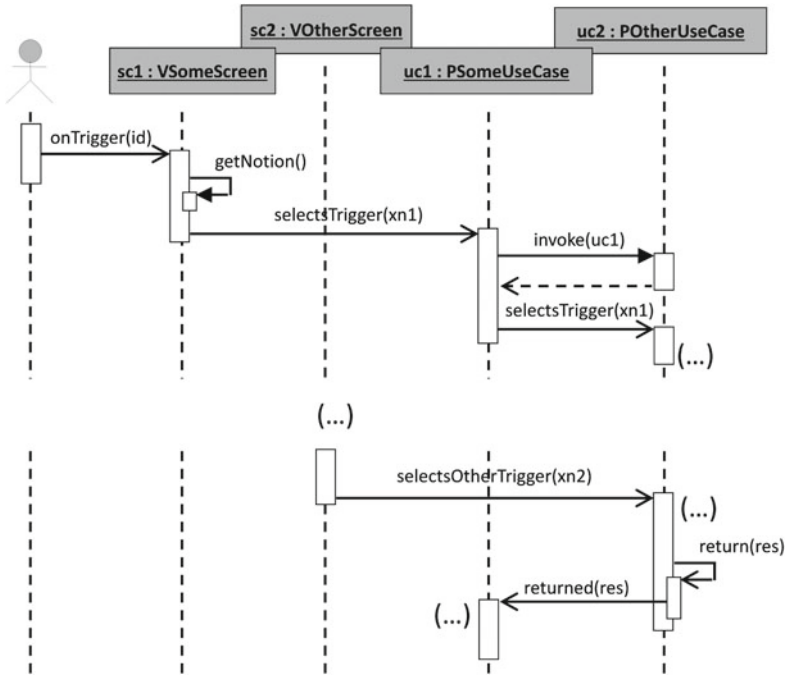 sc2 : VOtherScreen
uc2 : POtherUseCase
sc1 : VSomeScreen
uc1 : PSomeUseCase
onTrigger(id)
getNotion()
selectsTrigger(xn1)
invoke(uc1)
selectsTrigger(xn1)
(...)
(...)
selectsOtherTrigger(xn2)
(...)
return(res)
returned(res)
(...)